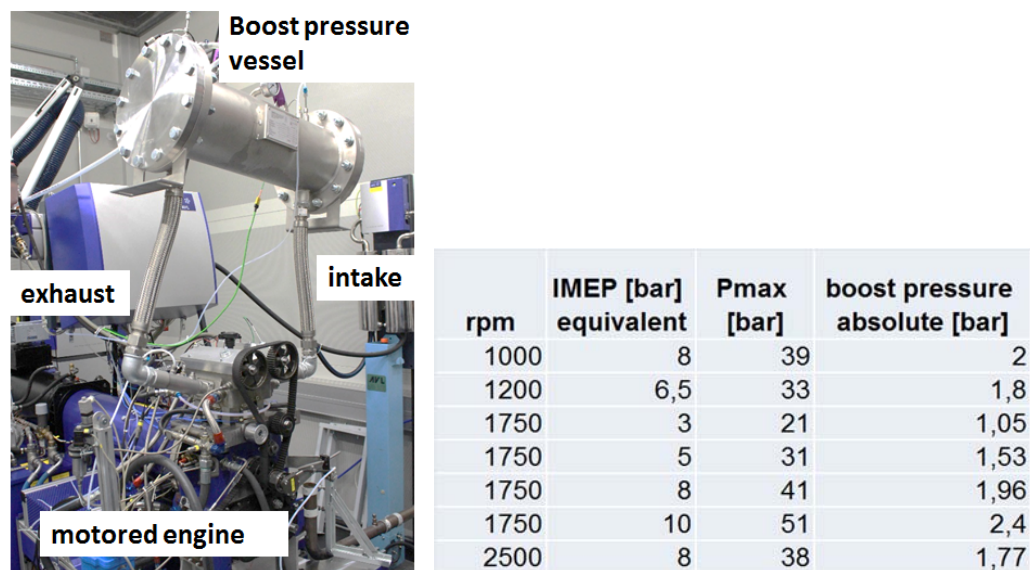 Boost pressure
vessel
exhaust
intake
motored engine
AVL
rpm IMEP [bar] equivalent Pmax [bar] boost pressure absolute [bar]
1000 8 39 2
1200 6,5 33 1,8
1750 3 21 1,05
1750 5 31 1,53
1750 8 41 1,96
1750 10 51 2,4
2500 8 38 1,77